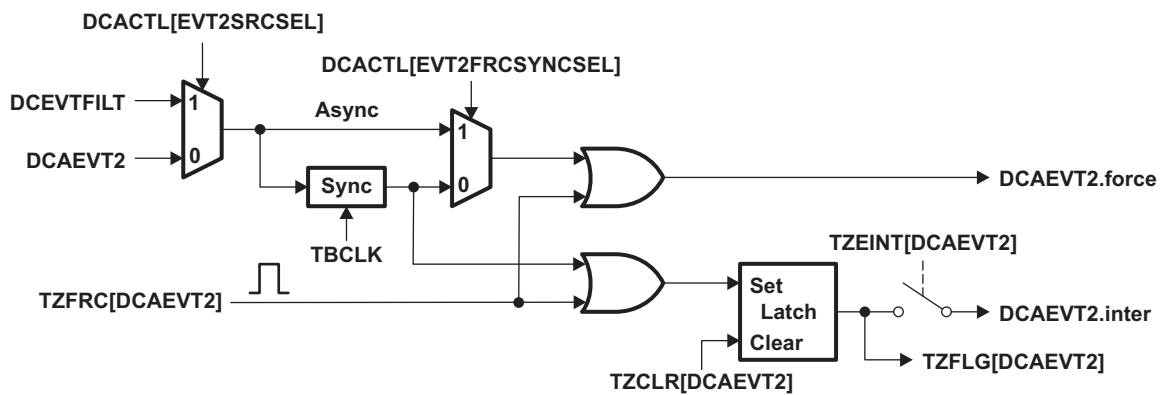 DCACTL[EVT2SRCSEL]
DCACTL[EVT2FRCSYNCSEL]
DCEVTFILT
1
Async
1
DCAEVT2
0
Sync
0
DCAEVT2.force
TBCLK
TZEINT[DCAEVT2]
TZFRC[DCAEVT2]
Set
Latch
DCAEVT2.inter
Clear
TZFLG[DCAEVT2]
TZCLR[DCAEVT2]